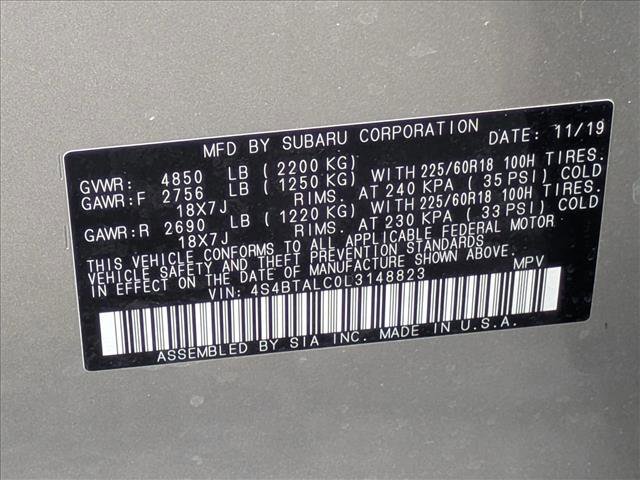 MFD BY SUBARU CORPORATION DATE: 11/19
GVWR: 4850 LB (2200 KG)
GAWR:F 2756 LB (1250 KG) WITH 225/60R18 100H TIRES.
18X7J RIMS. AT 240 KPA (35 PSI) COLD
GAWR:R 2690 LB (1220 KG) WITH 225/60R18 100H TIRES.
18X7J RIMS. AT 230 KPA (33 PSI) COLD
THIS VEHICLE CONFORMS TO ALL APPLICABLE FEDERAL MOTOR
VEHICLE SAFETY AND THEFT PREVENTION STANDARDS
IN EFFECT ON THE DATE OF MANUFACTURE SHOWN ABOVE.
VIN: 4S4BTALC0L3148823 MPV
ASSEMBLED BY SIA INC. MADE IN U.S.A.